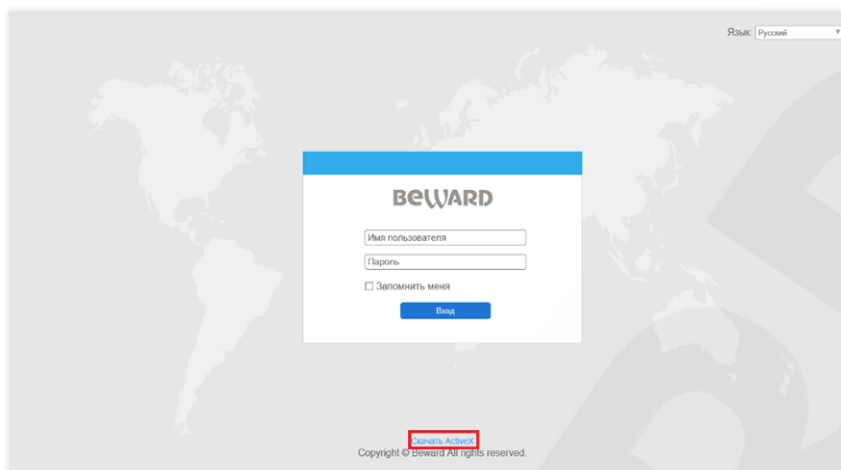 Язык: Русский
BEWARD
Имя пользователя
Пароль
Запомнить меня
Вход
Скачать ActiveX
Copyright © Beward All rights reserved.